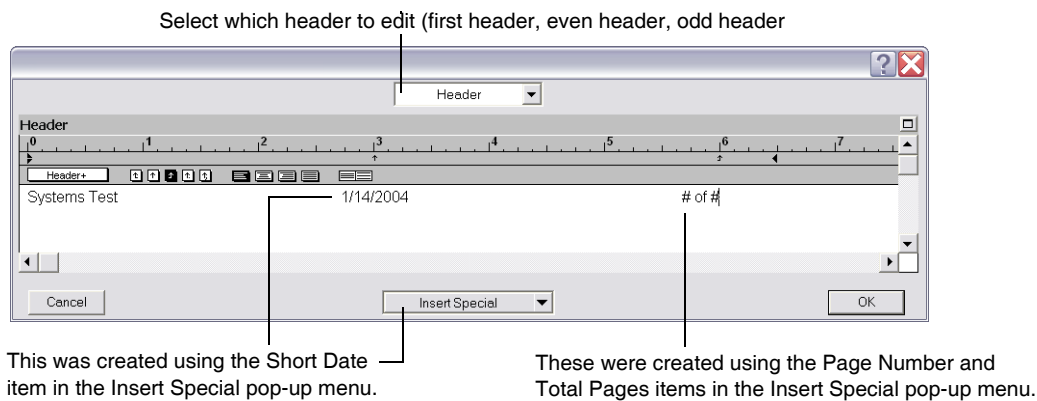 Select which header to edit (first header, even header, odd header
Header
Header
0 1 2 3 4 5 6 7
Header+
Systems Test 1/14/2004 # of #
Cancel Insert Special OK
This was created using the Short Date
item in the Insert Special pop-up menu.
These were created using the Page Number and
Total Pages items in the Insert Special pop-up menu.